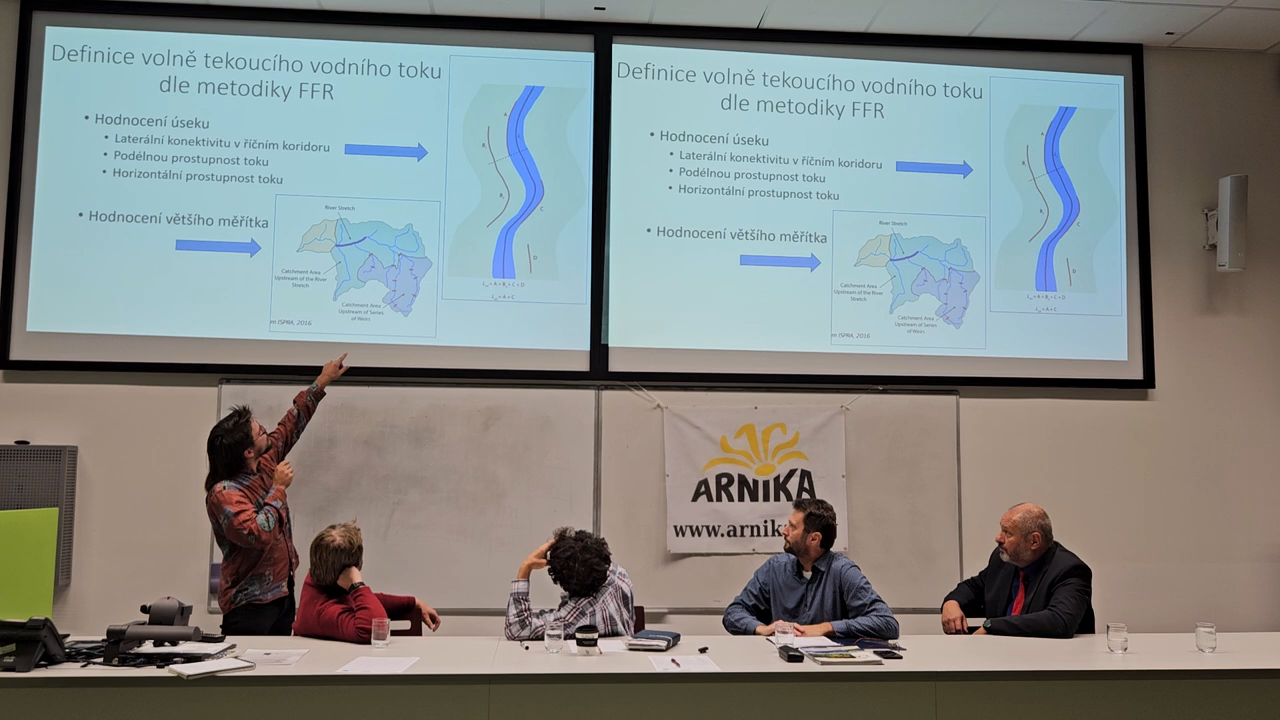 Definice volně tekoucího vodního toku
dle metodiky FFR
• Hodnocení úseku
• Laterální konektivitu v říčním koridoru
• Podélnou prostupnost toku
• Horizontální prostupnost toku
• Hodnocení většího měřítka
River Stretch
Catchment Area
Upstream of the River
Stretch
Catchment Area
Upstream of Series
of Weirs
m ISPRA, 2016
A
B
C
D
Definice volně tekoucího vodního toku
dle metodiky FFR
• Hodnocení úseku
• Laterální konektivitu v říčním koridoru
• Podélnou prostupnost toku
• Horizontální prostupnost toku
• Hodnocení většího měřítka
River Stretch
Catchment Area
Upstream of the River
Stretch
Catchment Area
Upstream of Series
of Weirs
m ISPRA, 2016
A
B
C
D
ARNIKA
www.arnik